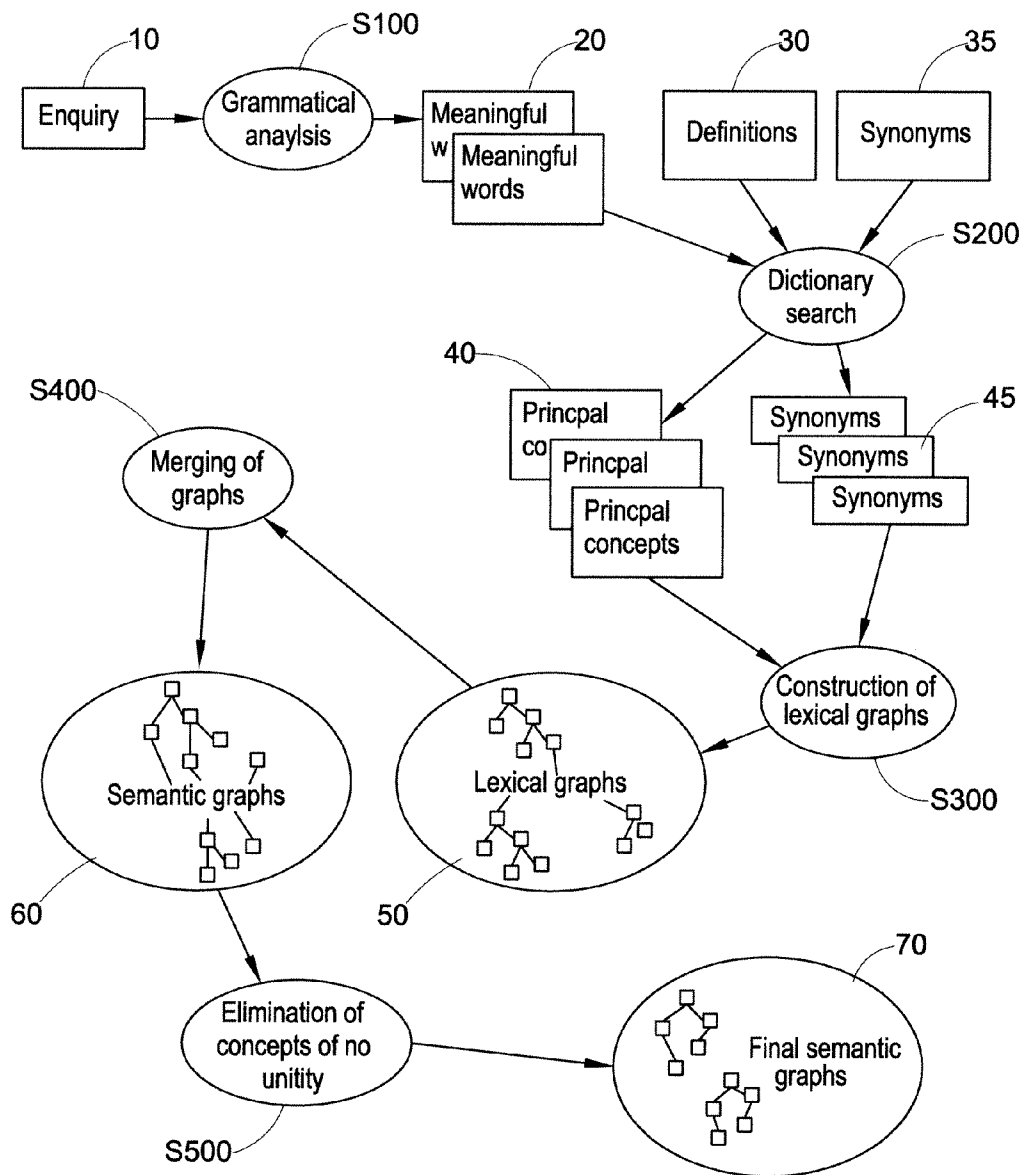 10
S100
20
30
35
Enquiry
Grammatical
anaylsis
Meaningful
w
Meaningful
words
Definitions
Synonyms
S200
Dictionary
search
40
45
S400
Princpal
co
Princpal
Princpal
concepts
Synonyms
Synonyms
Synonyms
Merging of
graphs
Construction of
lexical graphs
S300
Semantic graphs
Lexical graphs
60
50
70
Elimination of
concepts of no
unitity
Final semantic
graphs
S500